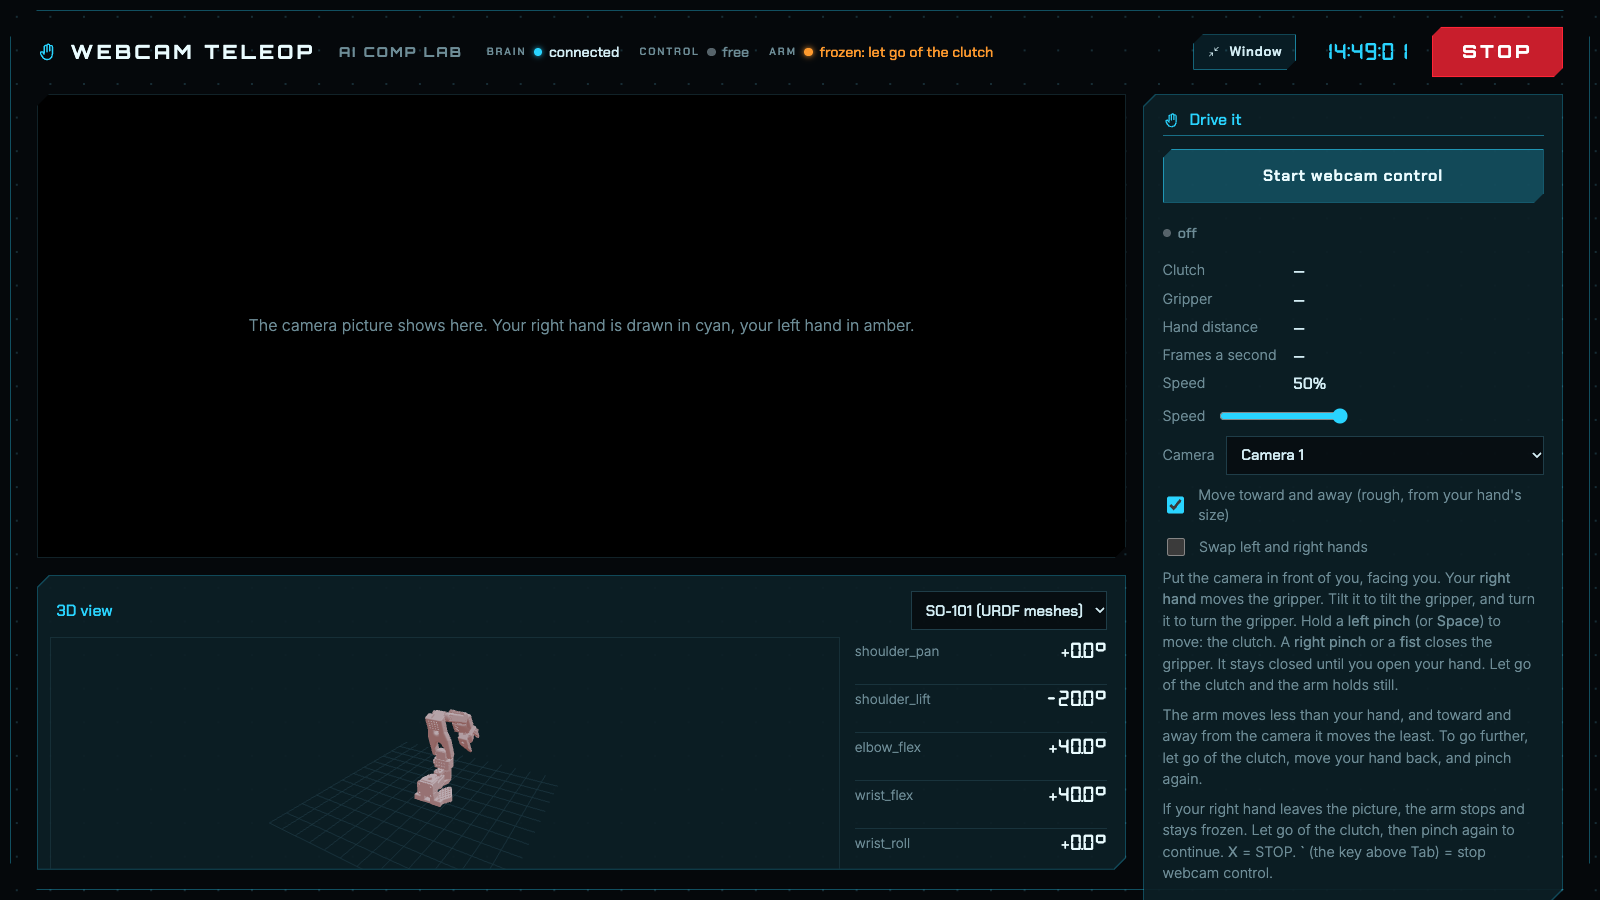 WEBCAM TELEOP AI COMP LAB BRAIN connected CONTROL free ARM frozen: let go of the clutch Window 14:49:01 STOP
The camera picture shows here. Your right hand is drawn in cyan, your left hand in amber.
3D view SO-101 (URDF meshes)
shoulder_pan +0.0°
shoulder_lift -20.0°
elbow_flex +40.0°
wrist_flex +40.0°
wrist_roll +0.0°
Drive it
Start webcam control
off
Clutch –
Gripper –
Hand distance –
Frames a second –
Speed 50%
Speed
Camera Camera 1
Move toward and away (rough, from your hand's
size)
Swap left and right hands
Put the camera in front of you, facing you. Your right
hand moves the gripper. Tilt it to tilt the gripper, and turn
it to turn the gripper. Hold a left pinch (or Space) to
move: the clutch. A right pinch or a fist closes the
gripper. It stays closed until you open your hand. Let go
of the clutch and the arm holds still.
The arm moves less than your hand, and toward and
away from the camera it moves the least. To go further,
let go of the clutch, move your hand back, and pinch
again.
If your right hand leaves the picture, the arm stops and
stays frozen. Let go of the clutch, then pinch again to
continue. X = STOP. ` (the key above Tab) = stop
webcam control.